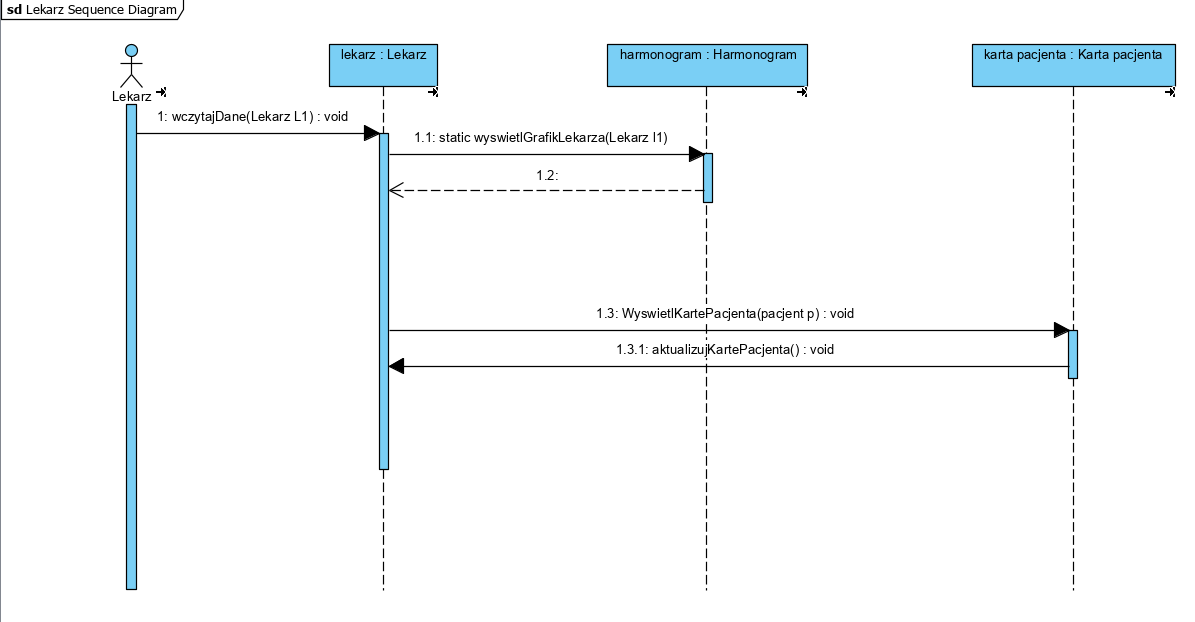 sd Lekarz Sequence Diagram
lekarz : Lekarz
harmonogram : Harmonogram
karta pacjenta : Karta pacjenta
Lekarz
1: wczytajDane(Lekarz L1) : void
1.1: static wyswietlGrafikLekarza(Lekarz l1)
1.2:
1.3: WyswietlKartePacjenta(pacjent p) : void
1.3.1: aktualizujKartePacjenta() : void